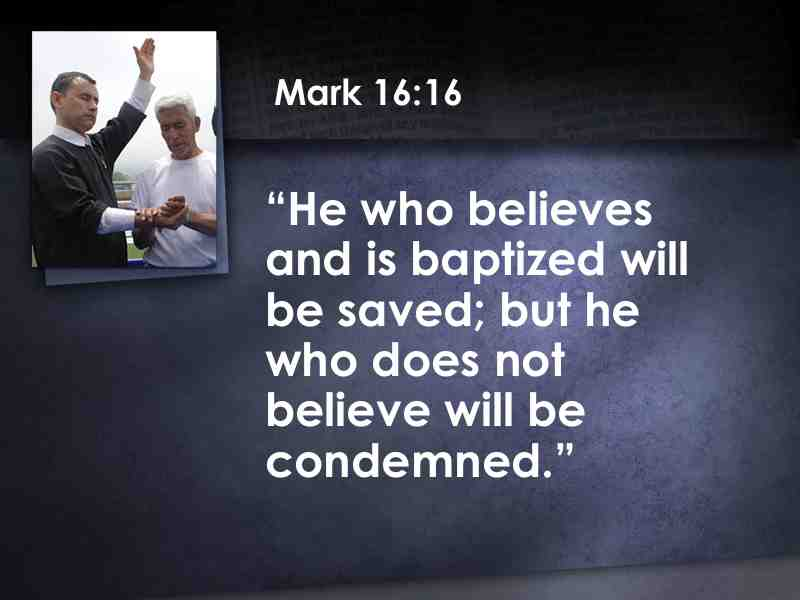 Mark 16:16
“He who believes
and is baptized will
be saved; but he
who does not
believe will be
condemned.”